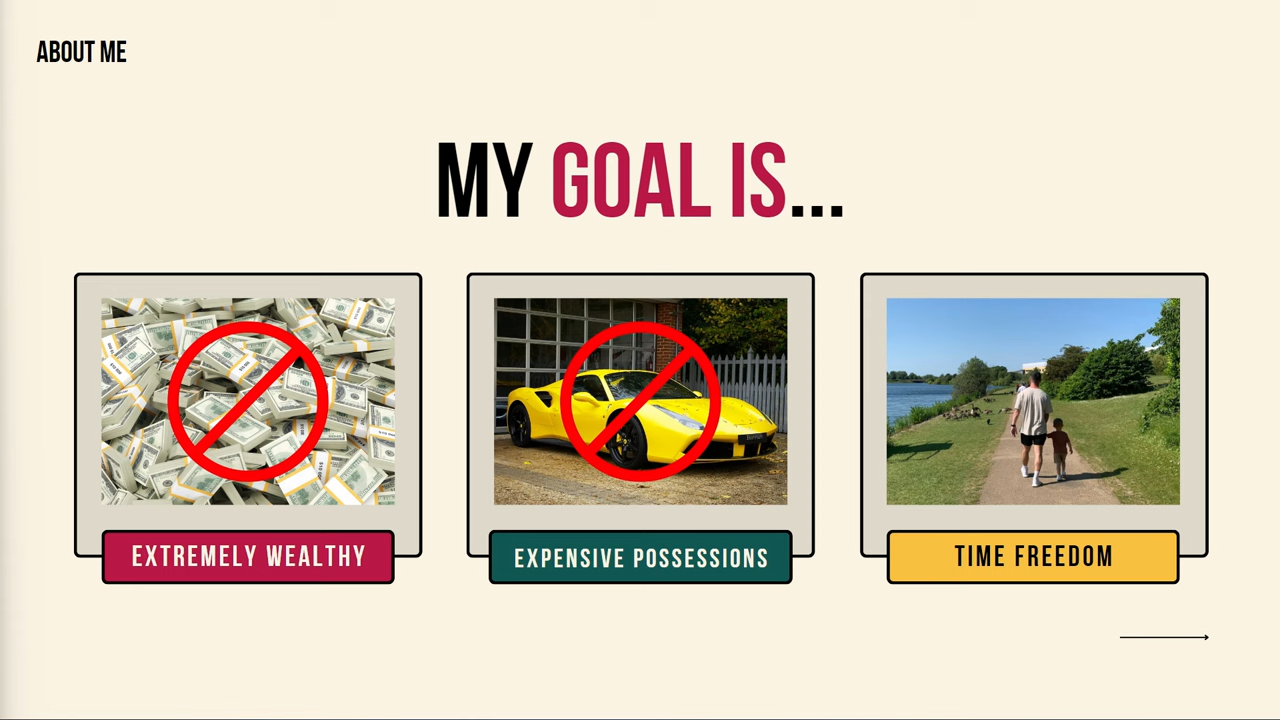 ABOUT ME
MY GOAL IS...
EXTREMELY WEALTHY
EXPENSIVE POSSESSIONS
TIME FREEDOM